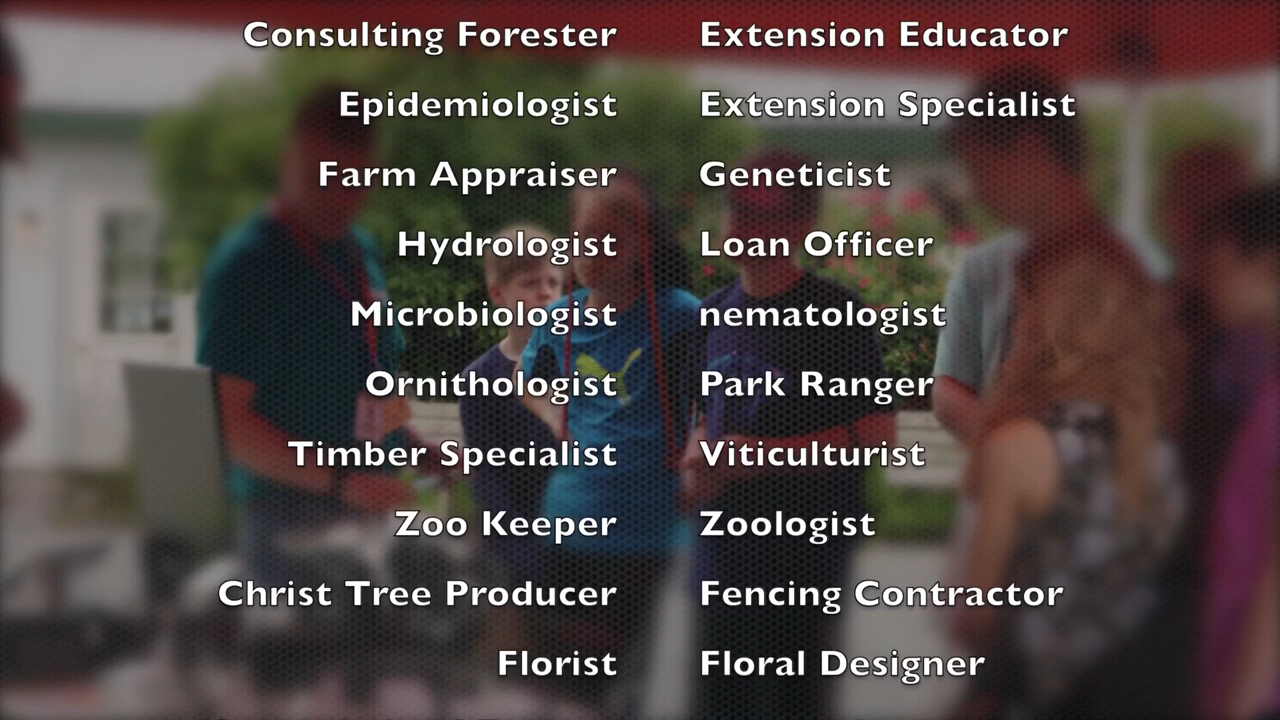 Consulting Forester Extension Educator
Epidemiologist Extension Specialist
Farm Appraiser Geneticist
Hydrologist Loan Officer
Microbiologist nematologist
Ornithologist Park Ranger
Timber Specialist Viticulturist
Zoo Keeper Zoologist
Christ Tree Producer Fencing Contractor
Florist Floral Designer